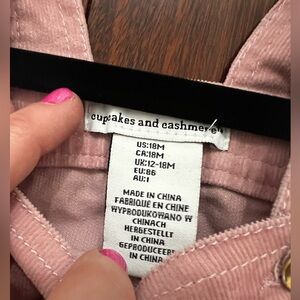 cupcakes and cashmere
US:18M
CA:18M
UK:12-18M
EU:86
AU:1
MADE IN CHINA
FABRIQUÉ EN CHINE
WYPRODUKOWANO W
CHINACH
HERGESTELLT
IN CHINA
GEPRODUCEERD
IN CHINA